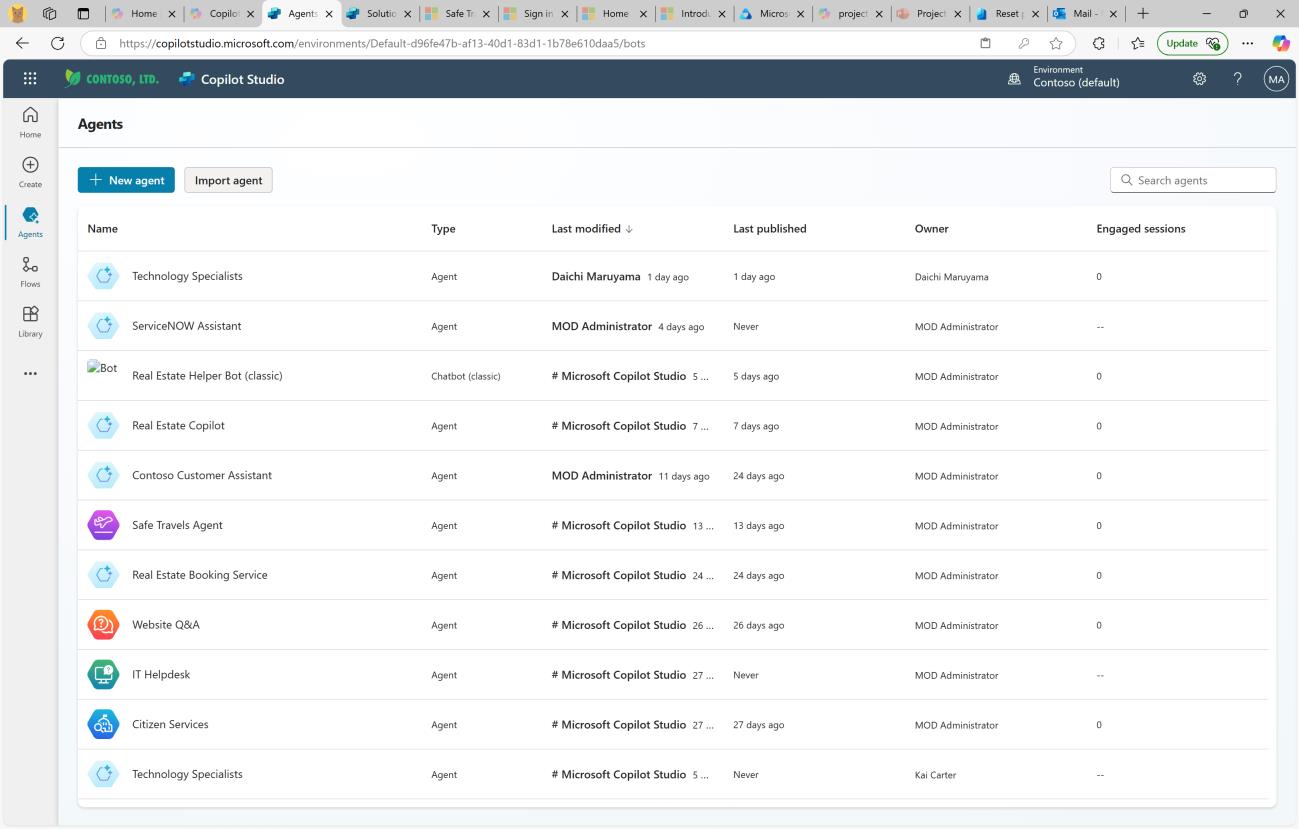 Home
Copilot
Agents
Solutio
Safe Tr
Sign in
Home
Introdu
Micros
project
Project
Reset p
Mail -
https://copilotstudio.microsoft.com/environments/Default-d96fe47b-af13-40d1-83d1-1b78e610daa5/bots
Update
CONTOSO, LTD.
Copilot Studio
Environment
Contoso (default)
MA
Home
Create
Agents
Flows
Library
Agents
New agent
Import agent
Search agents
Name Type Last modified ↓ Last published Owner Engaged sessions
Technology Specialists Agent Daichi Maruyama 1 day ago 1 day ago Daichi Maruyama 0
ServiceNOW Assistant Agent MOD Administrator 4 days ago Never MOD Administrator --
Bot Real Estate Helper Bot (classic) Chatbot (classic) # Microsoft Copilot Studio 5 ... 5 days ago MOD Administrator 0
Real Estate Copilot Agent # Microsoft Copilot Studio 7 ... 7 days ago MOD Administrator 0
Contoso Customer Assistant Agent MOD Administrator 11 days ago 24 days ago MOD Administrator 0
Safe Travels Agent Agent # Microsoft Copilot Studio 13 ... 13 days ago MOD Administrator 0
Real Estate Booking Service Agent # Microsoft Copilot Studio 24 ... 24 days ago MOD Administrator 0
Website Q&A Agent # Microsoft Copilot Studio 26 ... 26 days ago MOD Administrator 0
IT Helpdesk Agent # Microsoft Copilot Studio 27 ... Never MOD Administrator --
Citizen Services Agent # Microsoft Copilot Studio 27 ... 27 days ago MOD Administrator 0
Technology Specialists Agent # Microsoft Copilot Studio 5 ... Never Kai Carter --